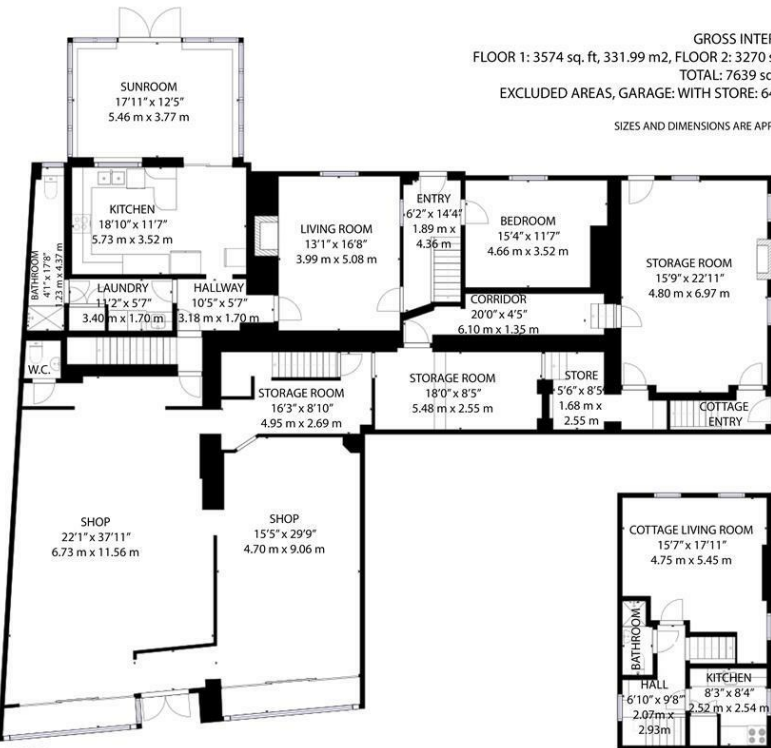 GROSS INTER
FLOOR 1: 3574 sq. ft, 331.99 m2, FLOOR 2: 3270 s
TOTAL: 7639 sq
EXCLUDED AREAS, GARAGE: WITH STORE: 64
SIZES AND DIMENSIONS ARE APP
SUNROOM
17'11" x 12'5"
5.46 m x 3.77 m
KITCHEN
18'10" x 11'7"
5.73 m x 3.52 m
BATHROOM
4'1" x 17'8"
1.23 m x 4.37 m
LAUNDRY
11'2" x 5'7"
3.40 m x 1.70 m
HALLWAY
10'5" x 5'7"
3.18 m x 1.70 m
LIVING ROOM
13'1" x 16'8"
3.99 m x 5.08 m
ENTRY
6'2" x 14'4"
1.89 m x
4.36 m
BEDROOM
15'4" x 11'7"
4.66 m x 3.52 m
STORAGE ROOM
15'9" x 22'11"
4.80 m x 6.97 m
CORRIDOR
20'0" x 4'5"
6.10 m x 1.35 m
W.C.
STORAGE ROOM
16'3" x 8'10"
4.95 m x 2.69 m
STORAGE ROOM
18'0" x 8'5"
5.48 m x 2.55 m
STORE
5'6" x 8'5"
1.68 m x
2.55 m
COTTAGE
ENTRY
SHOP
22'1" x 37'11"
6.73 m x 11.56 m
SHOP
15'5" x 29'9"
4.70 m x 9.06 m
COTTAGE LIVING ROOM
15'7" x 17'11"
4.75 m x 5.45 m
BATHROOM
HALL
6'10" x 9'8"
2.07m x
2.93m
KITCHEN
8'3" x 8'4"
2.52 m x 2.54 m